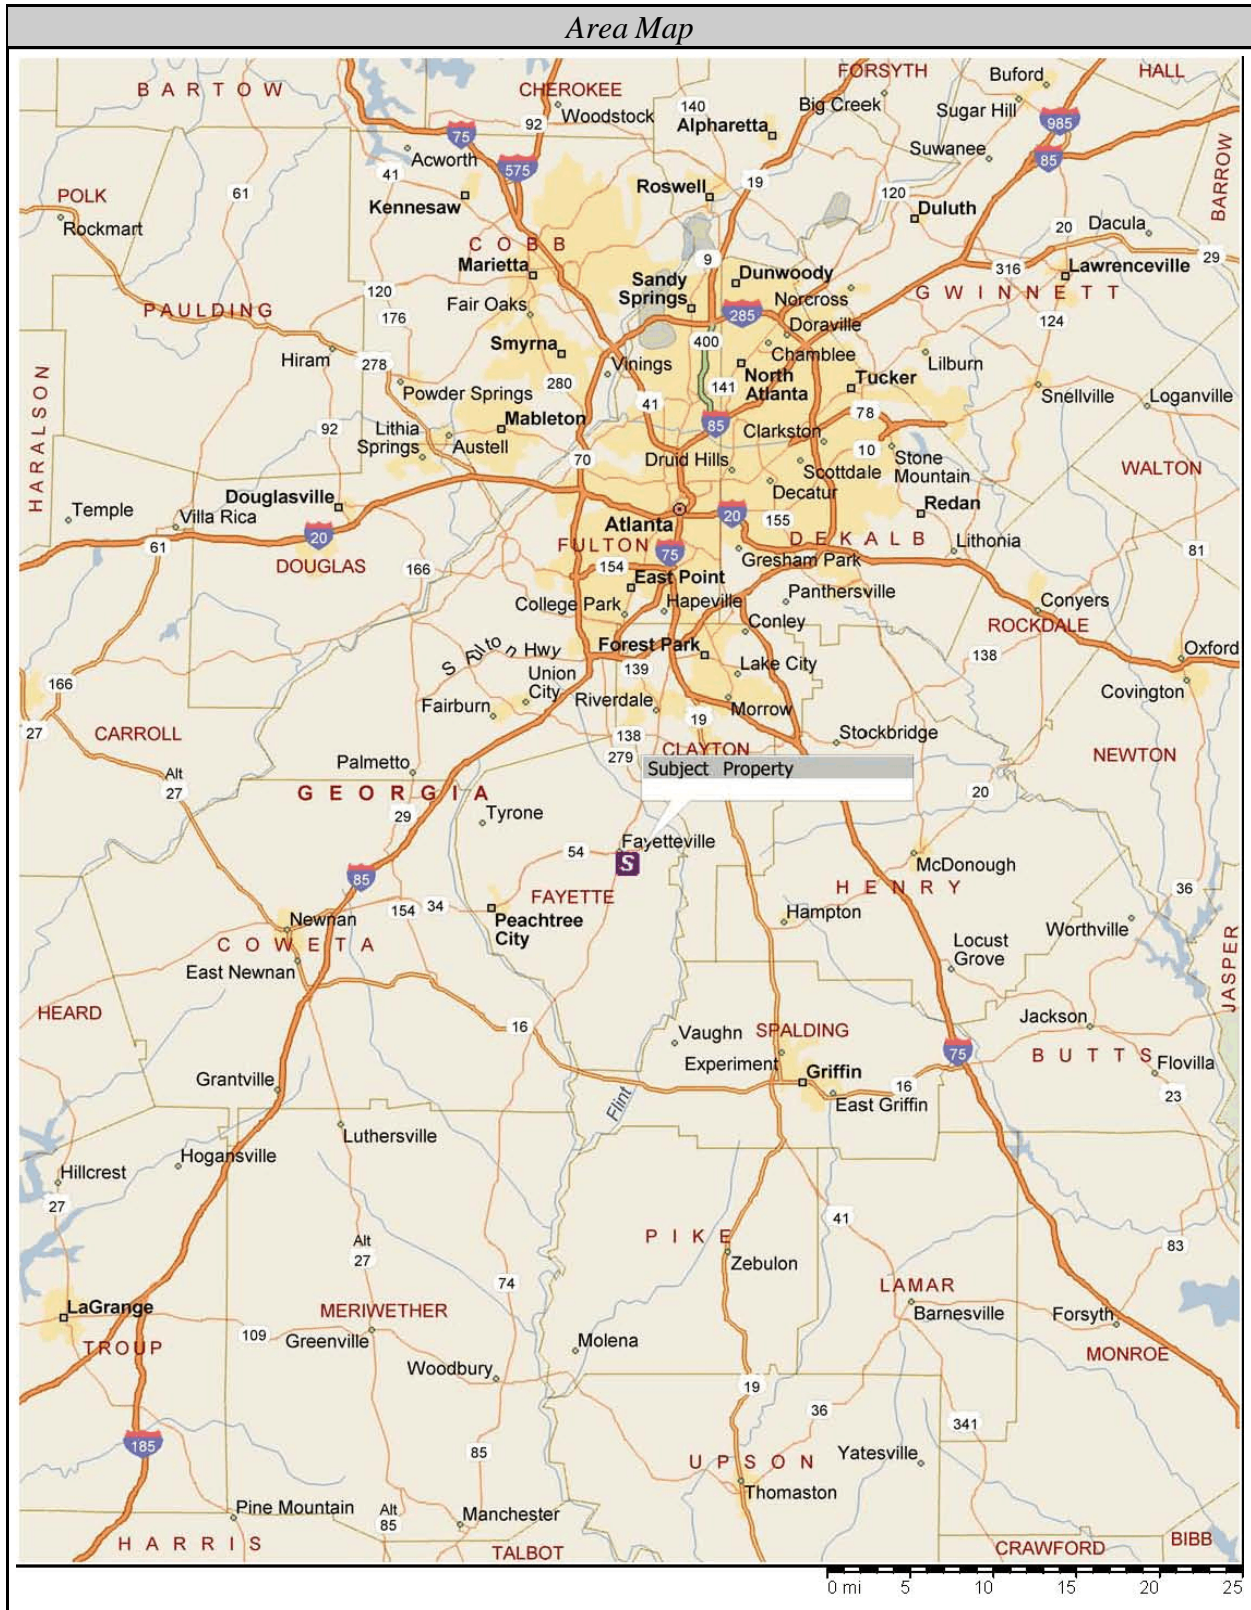 Area Map
BARTOW
CHEROKEE
FORSYTH
Buford
HALL
Woodstock
140
Big Creek
Sugar Hill
985
92
Alpharetta
75
Acworth
575
Suwanee
85
BARROW
41
POLK
61
Kennesaw
Roswell
19
120
Duluth
Rockmart
20
Dacula
COBB
Marietta
9
Sandy
Springs
Dunwoody
316
Lawrenceville
29
120
Fair Oaks
Norcross
GWINNETT
PAULDING
176
285
Doraville
124
Smyrna
400
Chamblee
Hiram
278
Vinings
North
Atlanta
Lilburn
HARALSON
280
141
Tucker
Powder Springs
41
Snellville
Loganville
Mableton
85
78
92
Lithia
Springs
Austell
Clarkston
10
70
Druid Hills
Scottdale
Stone
Mountain
WALTON
Decatur
Douglasville
Redan
Temple
Villa Rica
20
Atlanta
20
155
FULTON
75
DEKALB
61
DOUGLAS
Lithonia
81
166
154
Gresham Park
East Point
College Park
Hapeville
Panthersville
Conyers
Conley
ROCKDALE
S Fulton Hwy
Forest Park
138
Oxford
Union
City
139
Lake City
Covington
166
Fairburn
Riverdale
Morrow
27
19
CARROLL
138
Stockbridge
279
CLAYTON
NEWTON
Palmetto
Subject Property
Alt
27
GEORGIA
20
29
Tyrone
54
Fayetteville
S
McDonough
85
HENRY
36
FAYETTE
154
34
Peachtree
City
Hampton
Newnan
Worthville
COWETA
Locust
Grove
East Newnan
JASPER
HEARD
16
Vaughn
SPALDING
Jackson
Experiment
75
BUTTS
Flovilla
Grantville
Griffin
16
23
Flint
East Griffin
Luthersville
Hogansville
Hillcrest
27
41
Alt
27
PIKE
83
Zebulon
74
LAMAR
LaGrange
MERIWETHER
Barnesville
Forsyth
109
Greenville
TROUP
Molena
MONROE
Woodbury
19
36
341
185
85
UPSON
Yatesville
Thomaston
Pine Mountain
Alt
85
Manchester
HARRIS
TALBOT
CRAWFORD
BIBB
0 mi 5 10 15 20 25